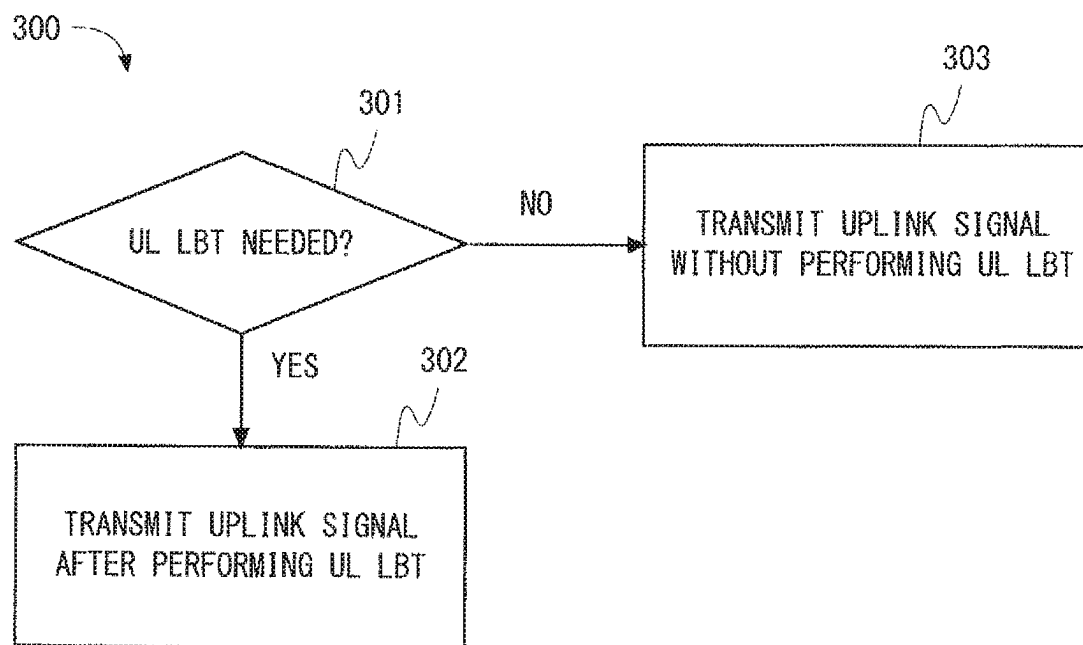 300
301
UL LBT NEEDED?
NO
303
TRANSMIT UPLINK SIGNAL
WITHOUT PERFORMING UL LBT
YES
302
TRANSMIT UPLINK SIGNAL
AFTER PERFORMING UL LBT